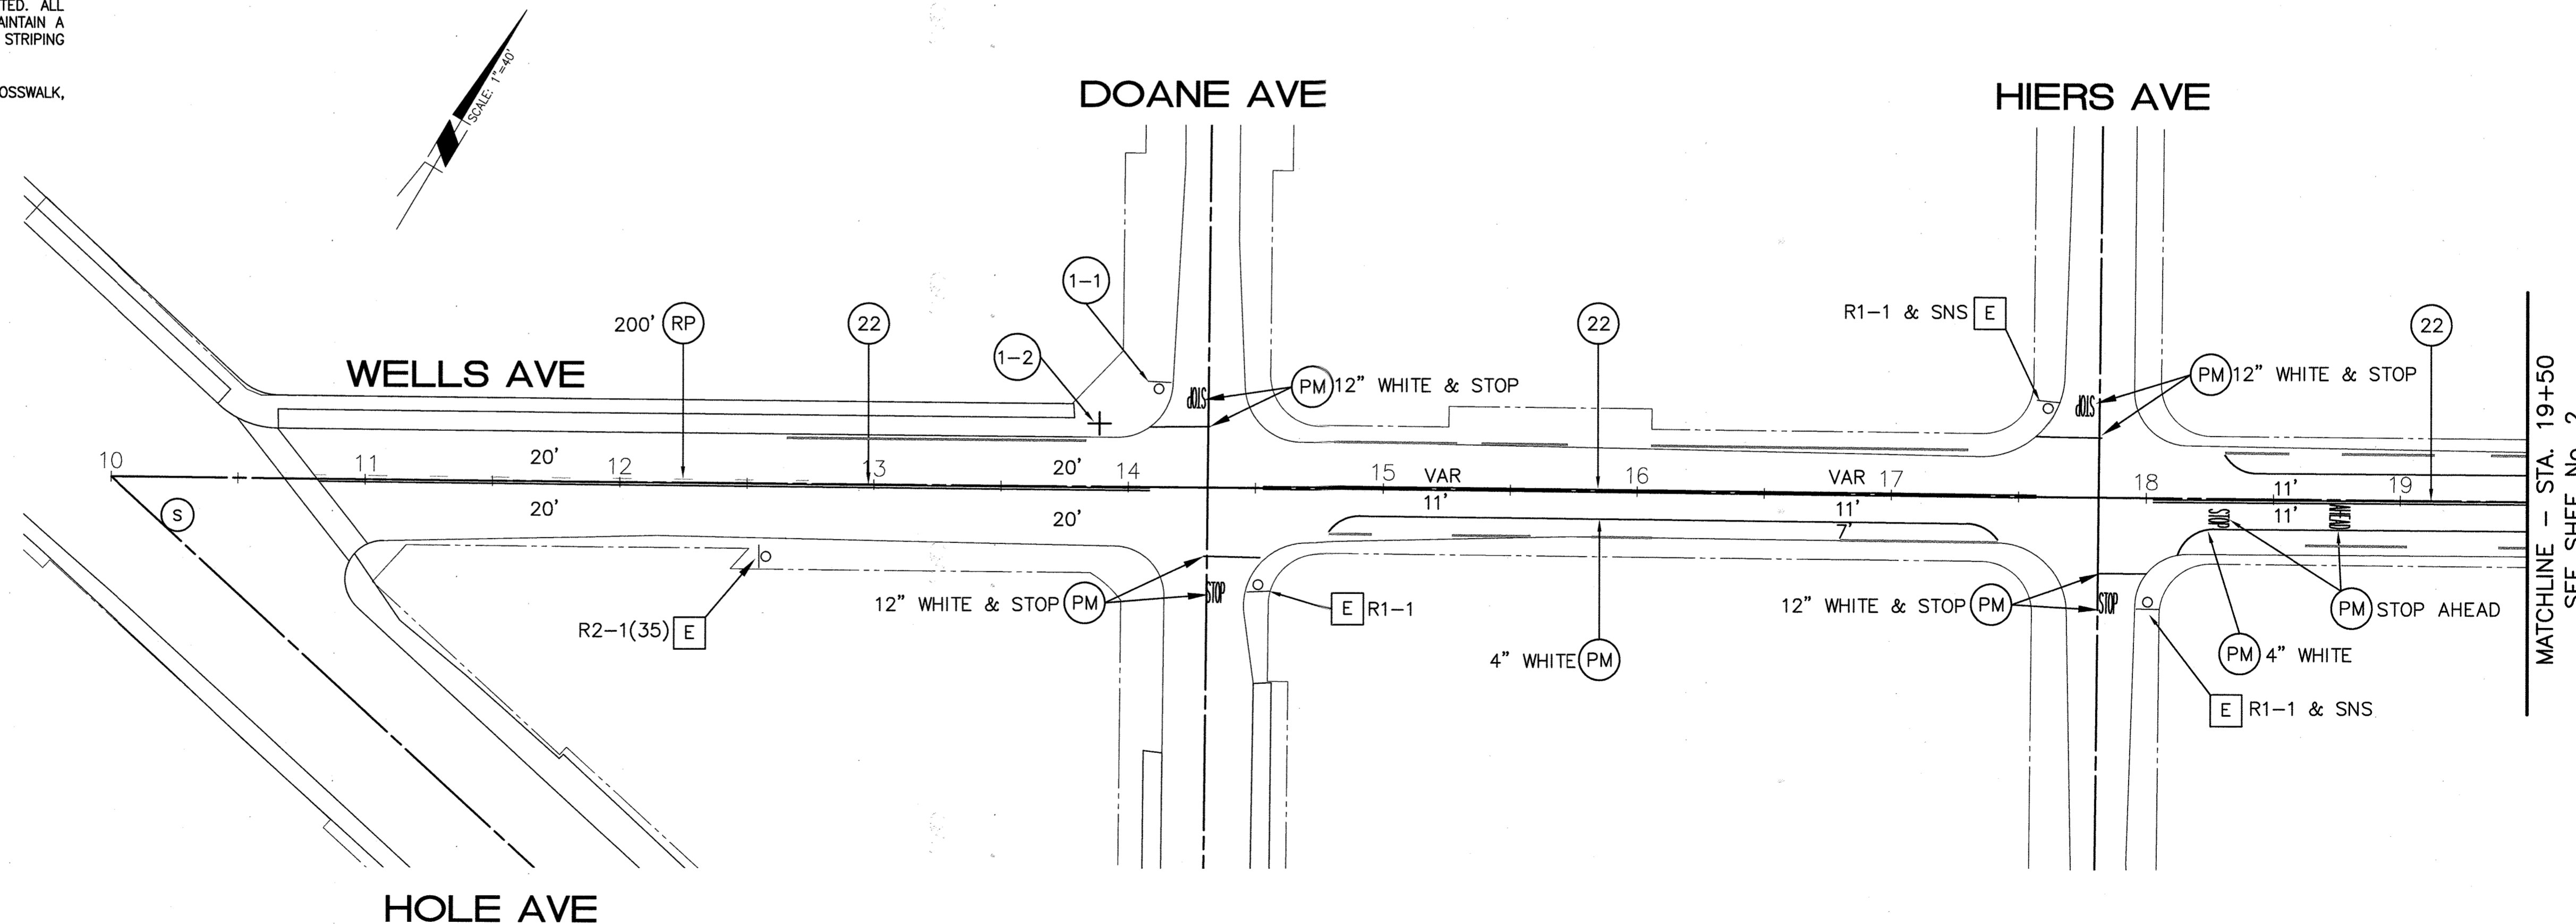 TED. ALL
AINTAIN A
STRIPING
OSSWALK,
SCALE: 1"=40'
DOANE AVE
HIERS AVE
WELLS AVE
200' RP
22
1-1
1-2
PM 12" WHITE & STOP
STOP
22
R1-1 & SNS E
STOP
PM 12" WHITE & STOP
22
10
11
12
13
14
15
16
17
18
19
20'
20'
VAR
VAR
11'
20'
20'
11'
11'
7'
11'
S
STOP
AHEAD
R2-1(35) E
12" WHITE & STOP PM
STOP
E R1-1
4" WHITE PM
12" WHITE & STOP PM
STOP
PM STOP AHEAD
PM 4" WHITE
E R1-1 & SNS
MATCHLINE - STA. 19+50
SEE SHEE No. 2
HOLE AVE